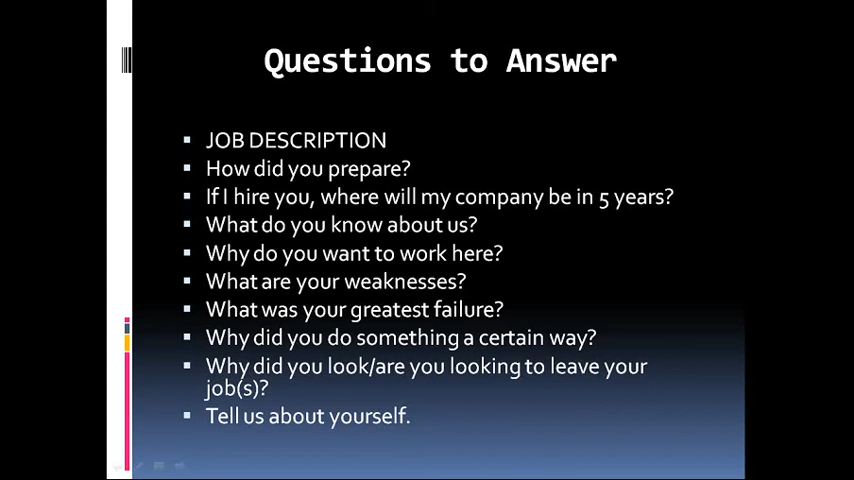 Questions to Answer
▪ JOB DESCRIPTION
▪ How did you prepare?
▪ If I hire you, where will my company be in 5 years?
▪ What do you know about us?
▪ Why do you want to work here?
▪ What are your weaknesses?
▪ What was your greatest failure?
▪ Why did you do something a certain way?
▪ Why did you look/are you looking to leave your
job(s)?
▪ Tell us about yourself.